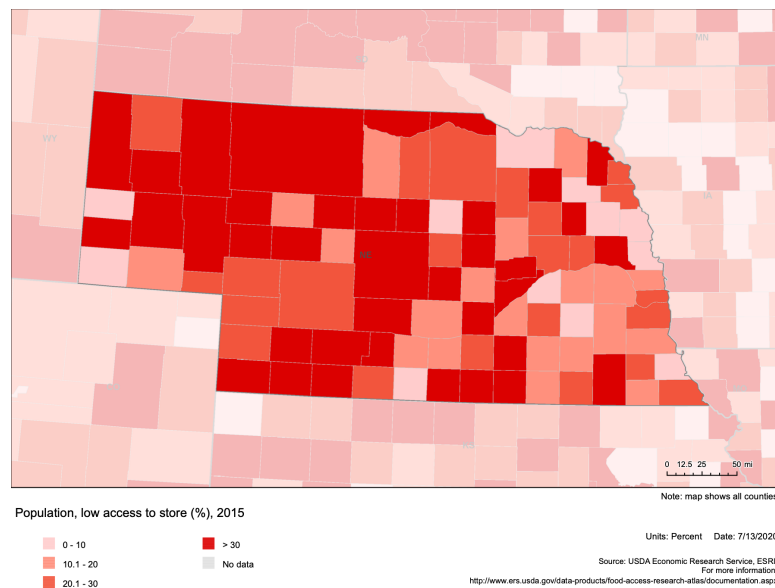 MN
WY
IA
NE
0 12.5 25 50 mi
Note: map shows all counties
Population, low access to store (%), 2015
0 - 10
> 30
10.1 - 20
No data
20.1 - 30
Units: Percent Date: 7/13/2020
Source: USDA Economic Research Service, ESRI
For more information:
http://www.ers.usda.gov/data-products/food-access-research-atlas/documentation.aspx